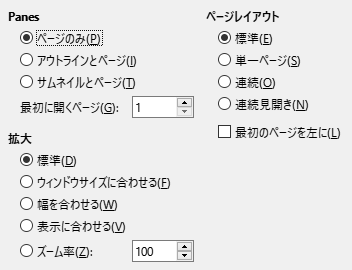 Panes
ページのみ(P)
アウトラインとページ(I)
サムネイルとページ(T)
最初に開くページ(G): 1
拡大
標準(D)
ウィンドウサイズに合わせる(F)
幅を合わせる(W)
表示に合わせる(V)
ズーム率(Z): 100
ページレイアウト
標準(E)
単一ページ(S)
連続(O)
連続見開き(N)
最初のページを左に(L)